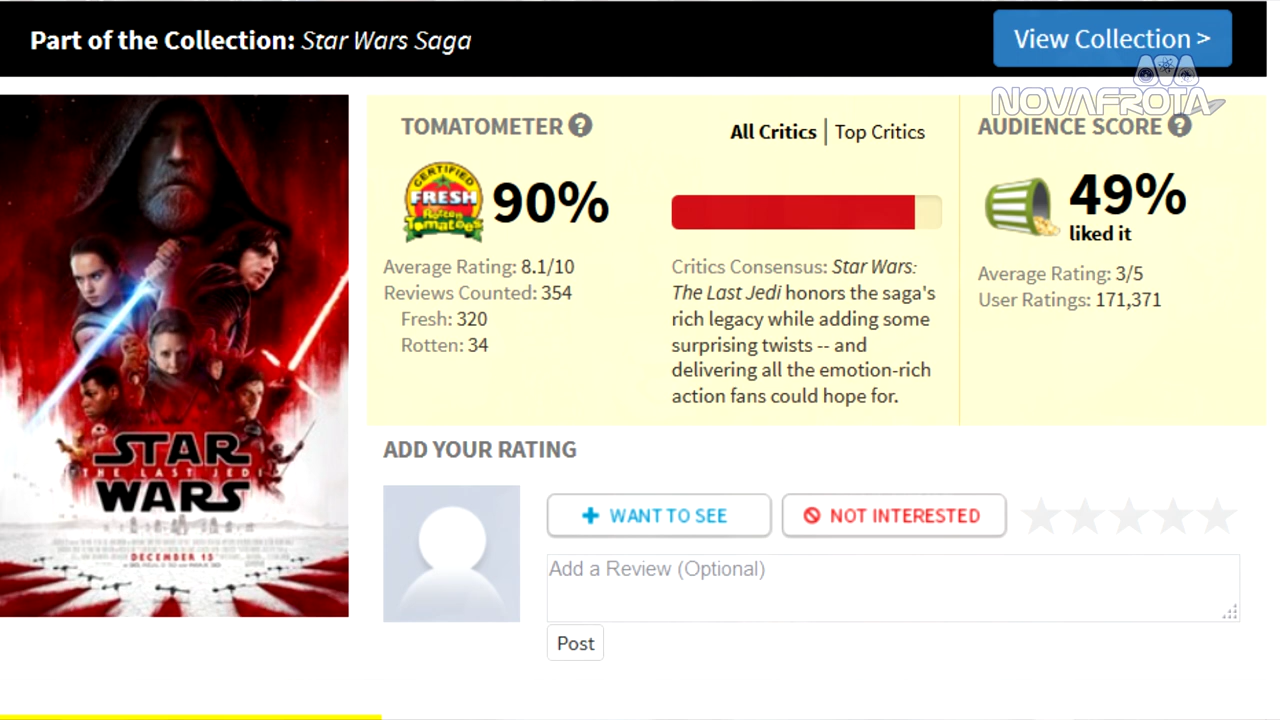 Part of the Collection: Star Wars Saga
View Collection >
NOVAFROTA
TOMATOMETER ?
All Critics | Top Critics
AUDIENCE SCORE ?
CERTIFIED
FRESH
Rotten
Tomatoes
90%
49%
liked it
Average Rating: 8.1/10
Reviews Counted: 354
Fresh: 320
Rotten: 34
Critics Consensus: Star Wars:
The Last Jedi honors the saga's
rich legacy while adding some
surprising twists -- and
delivering all the emotion-rich
action fans could hope for.
Average Rating: 3/5
User Ratings: 171,371
STAR
THE LAST JEDI
WARS
DECEMBER 15
ADD YOUR RATING
WANT TO SEE
NOT INTERESTED
Add a Review (Optional)
Post